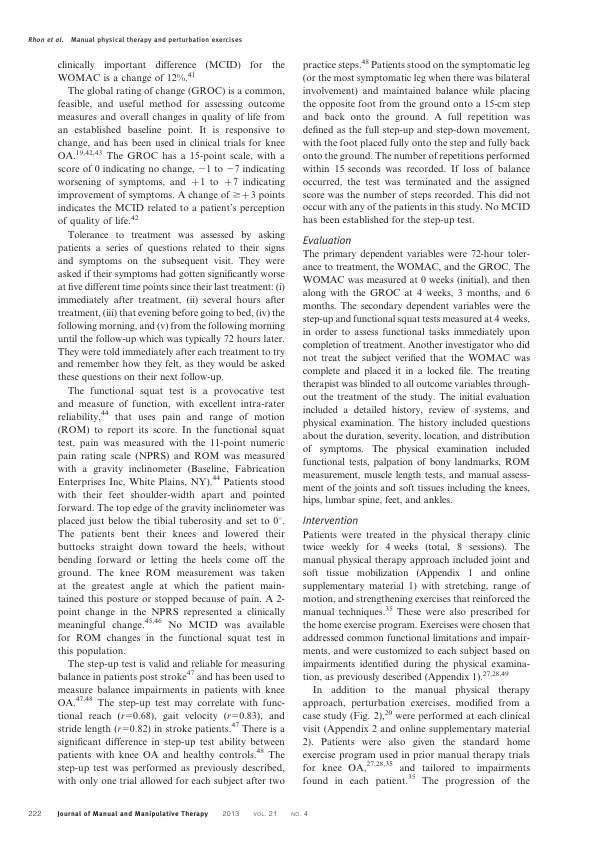 Rhon et al. Manual physical therapy and perturbation exercises
clinically important difference (MCID) for the
WOMAC is a change of 12%.41
The global rating of change (GROC) is a common,
feasible, and useful method for assessing outcome
measures and overall changes in quality of life from
an established baseline point. It is responsive to
change, and has been used in clinical trials for knee
OA.19,42,43 The GROC has a 15-point scale, with a
score of 0 indicating no change, −1 to −7 indicating
worsening of symptoms, and +1 to +7 indicating
improvement of symptoms. A change of ≥+3 points
indicates the MCID related to a patient's perception
of quality of life.42
Tolerance to treatment was assessed by asking
patients a series of questions related to their signs
and symptoms on the subsequent visit. They were
asked if their symptoms had gotten significantly worse
at five different time points since their last treatment: (i)
immediately after treatment, (ii) several hours after
treatment, (iii) that evening before going to bed, (iv) the
following morning, and (v) from the following morning
until the follow-up which was typically 72 hours later.
They were told immediately after each treatment to try
and remember how they felt, as they would be asked
these questions on their next follow-up.
The functional squat test is a provocative test
and measure of function, with excellent intra-rater
reliability,44 that uses pain and range of motion
(ROM) to report its score. In the functional squat
test, pain was measured with the 11-point numeric
pain rating scale (NPRS) and ROM was measured
with a gravity inclinometer (Baseline, Fabrication
Enterprises Inc, White Plains, NY).44 Patients stood
with their feet shoulder-width apart and pointed
forward. The top edge of the gravity inclinometer was
placed just below the tibial tuberosity and set to 0°.
The patients bent their knees and lowered their
buttocks straight down toward the heels, without
bending forward or letting the heels come off the
ground. The knee ROM measurement was taken
at the greatest angle at which the patient main-
tained this posture or stopped because of pain. A 2-
point change in the NPRS represented a clinically
meaningful change.45,46 No MCID was available
for ROM changes in the functional squat test in
this population.
The step-up test is valid and reliable for measuring
balance in patients post stroke47 and has been used to
measure balance impairments in patients with knee
OA.47,48 The step-up test may correlate with func-
tional reach (r=0.68), gait velocity (r=0.83), and
stride length (r=0.82) in stroke patients.47 There is a
significant difference in step-up test ability between
patients with knee OA and healthy controls.48 The
step-up test was performed as previously described,
with only one trial allowed for each subject after two
practice steps.48 Patients stood on the symptomatic leg
(or the most symptomatic leg when there was bilateral
involvement) and maintained balance while placing
the opposite foot from the ground onto a 15-cm step
and back onto the ground. A full repetition was
defined as the full step-up and step-down movement,
with the foot placed fully onto the step and fully back
onto the ground. The number of repetitions performed
within 15 seconds was recorded. If loss of balance
occurred, the test was terminated and the assigned
score was the number of steps recorded. This did not
occur with any of the patients in this study. No MCID
has been established for the step-up test.
Evaluation
The primary dependent variables were 72-hour toler-
ance to treatment, the WOMAC, and the GROC. The
WOMAC was measured at 0 weeks (initial), and then
along with the GROC at 4 weeks, 3 months, and 6
months. The secondary dependent variables were the
step-up and functional squat tests measured at 4 weeks,
in order to assess functional tasks immediately upon
completion of treatment. Another investigator who did
not treat the subject verified that the WOMAC was
complete and placed it in a locked file. The treating
therapist was blinded to all outcome variables through-
out the treatment of the study. The initial evaluation
included a detailed history, review of systems, and
physical examination. The history included questions
about the duration, severity, location, and distribution
of symptoms. The physical examination included
functional tests, palpation of bony landmarks, ROM
measurement, muscle length tests, and manual assess-
ment of the joints and soft tissues including the knees,
hips, lumbar spine, feet, and ankles.
Intervention
Patients were treated in the physical therapy clinic
twice weekly for 4 weeks (total, 8 sessions). The
manual physical therapy approach included joint and
soft tissue mobilization (Appendix 1 and online
supplementary material 1) with stretching, range of
motion, and strengthening exercises that reinforced the
manual techniques.35 These were also prescribed for
the home exercise program. Exercises were chosen that
addressed common functional limitations and impair-
ments, and were customized to each subject based on
impairments identified during the physical examina-
tion, as previously described (Appendix 1).27,28,49
In addition to the manual physical therapy
approach, perturbation exercises, modified from a
case study (Fig. 2),20 were performed at each clinical
visit (Appendix 2 and online supplementary material
2). Patients were also given the standard home
exercise program used in prior manual therapy trials
for knee OA,27,28,35 and tailored to impairments
found in each patient.35 The progression of the
222 Journal of Manual and Manipulative Therapy 2013 VOL. 21 NO. 4